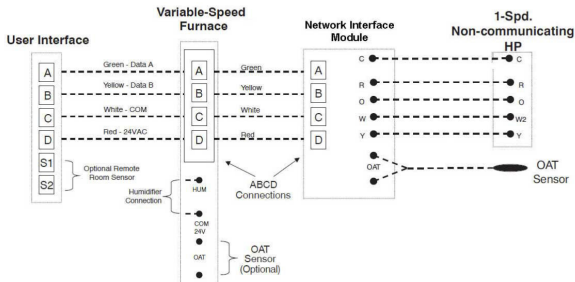 Variable-Speed
Furnace
Network Interface
Module
1-Spd.
Non-communicating
HP
User Interface
A
B
C
D
S1
S2
Green - Data A
Yellow - Data B
White - COM
Red - 24VAC
Optional Remote
Room Sensor
Humidifier
Connection
A
B
C
D
HUM
COM
24V
OAT
Green
Yellow
White
Red
ABCD
Connections
OAT
Sensor
(Optional)
A
B
C
D
C
R
O
W
Y
OAT
C
R
O
W2
Y
OAT
Sensor